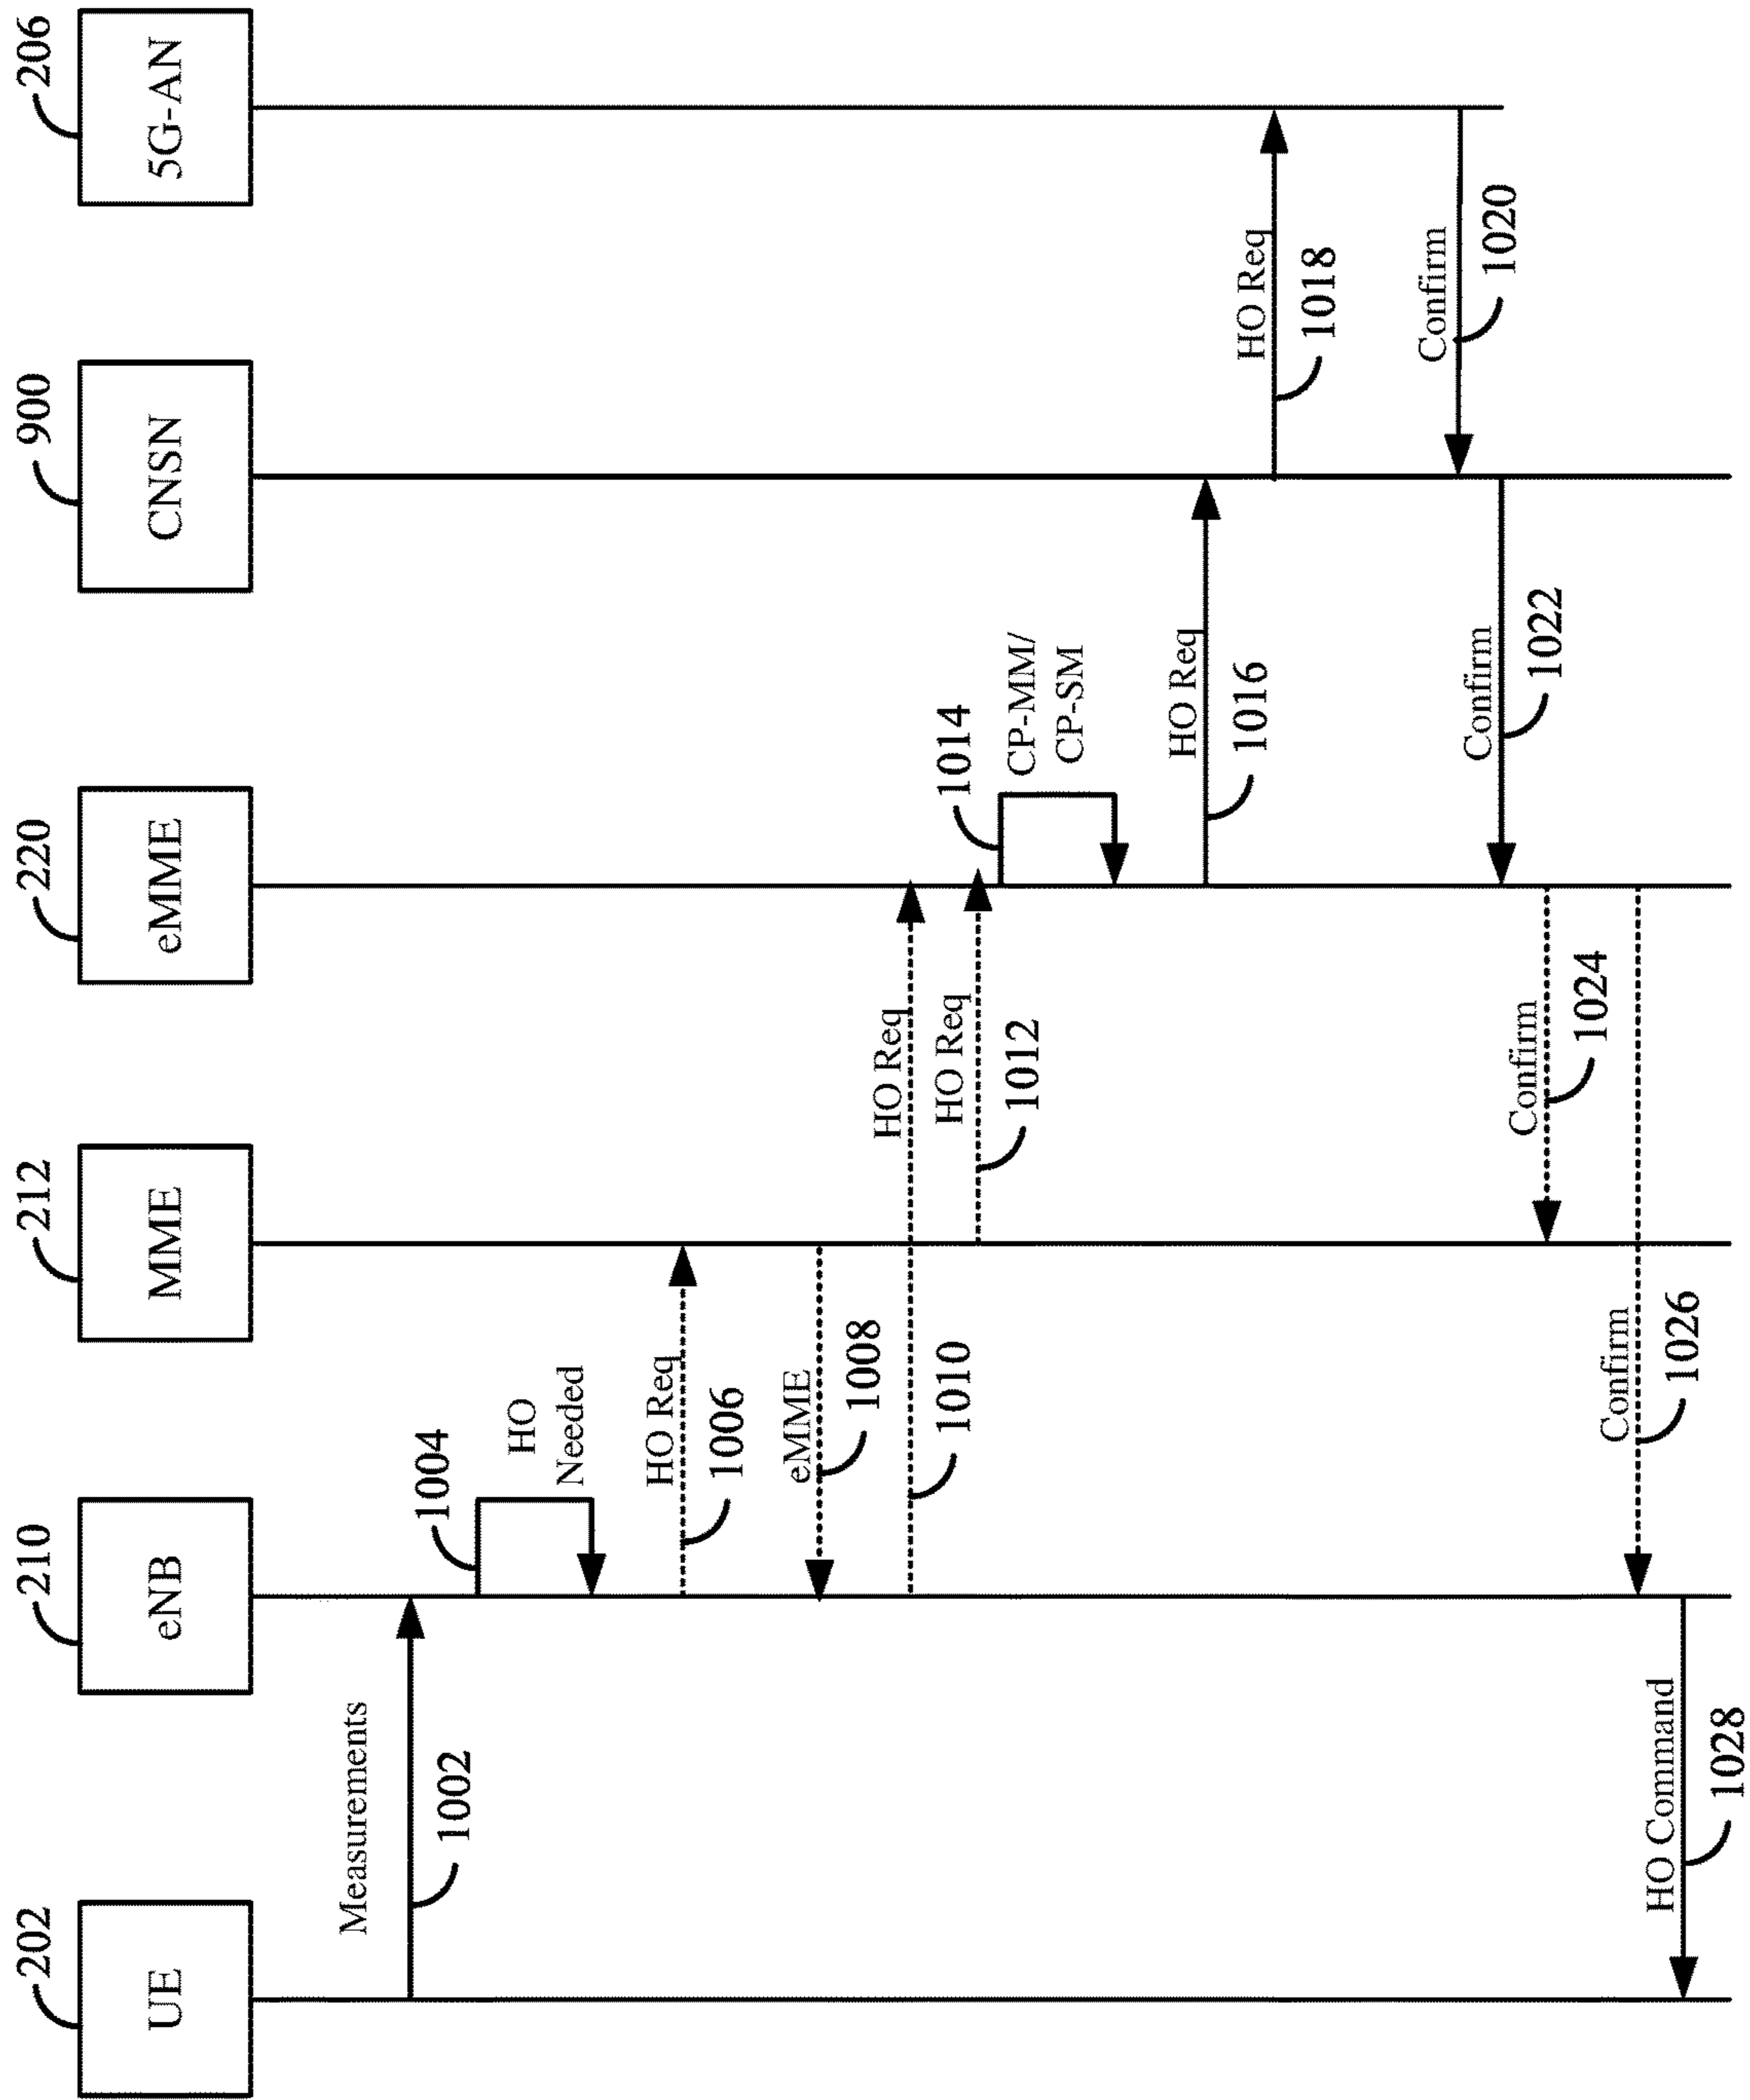 202
UE
210
eNB
212
MME
220
eMME
900
CNSN
206
5G-AN
Measurements
1002
1004
HO
Needed
HO Req
1006
eMME
1008
HO Req
1010
HO Req
1012
1014
CP-MM/
CP-SM
HO Req
1016
HO Req
1018
Confirm
1020
Confirm
1022
Confirm
1024
Confirm
1026
HO Command
1028